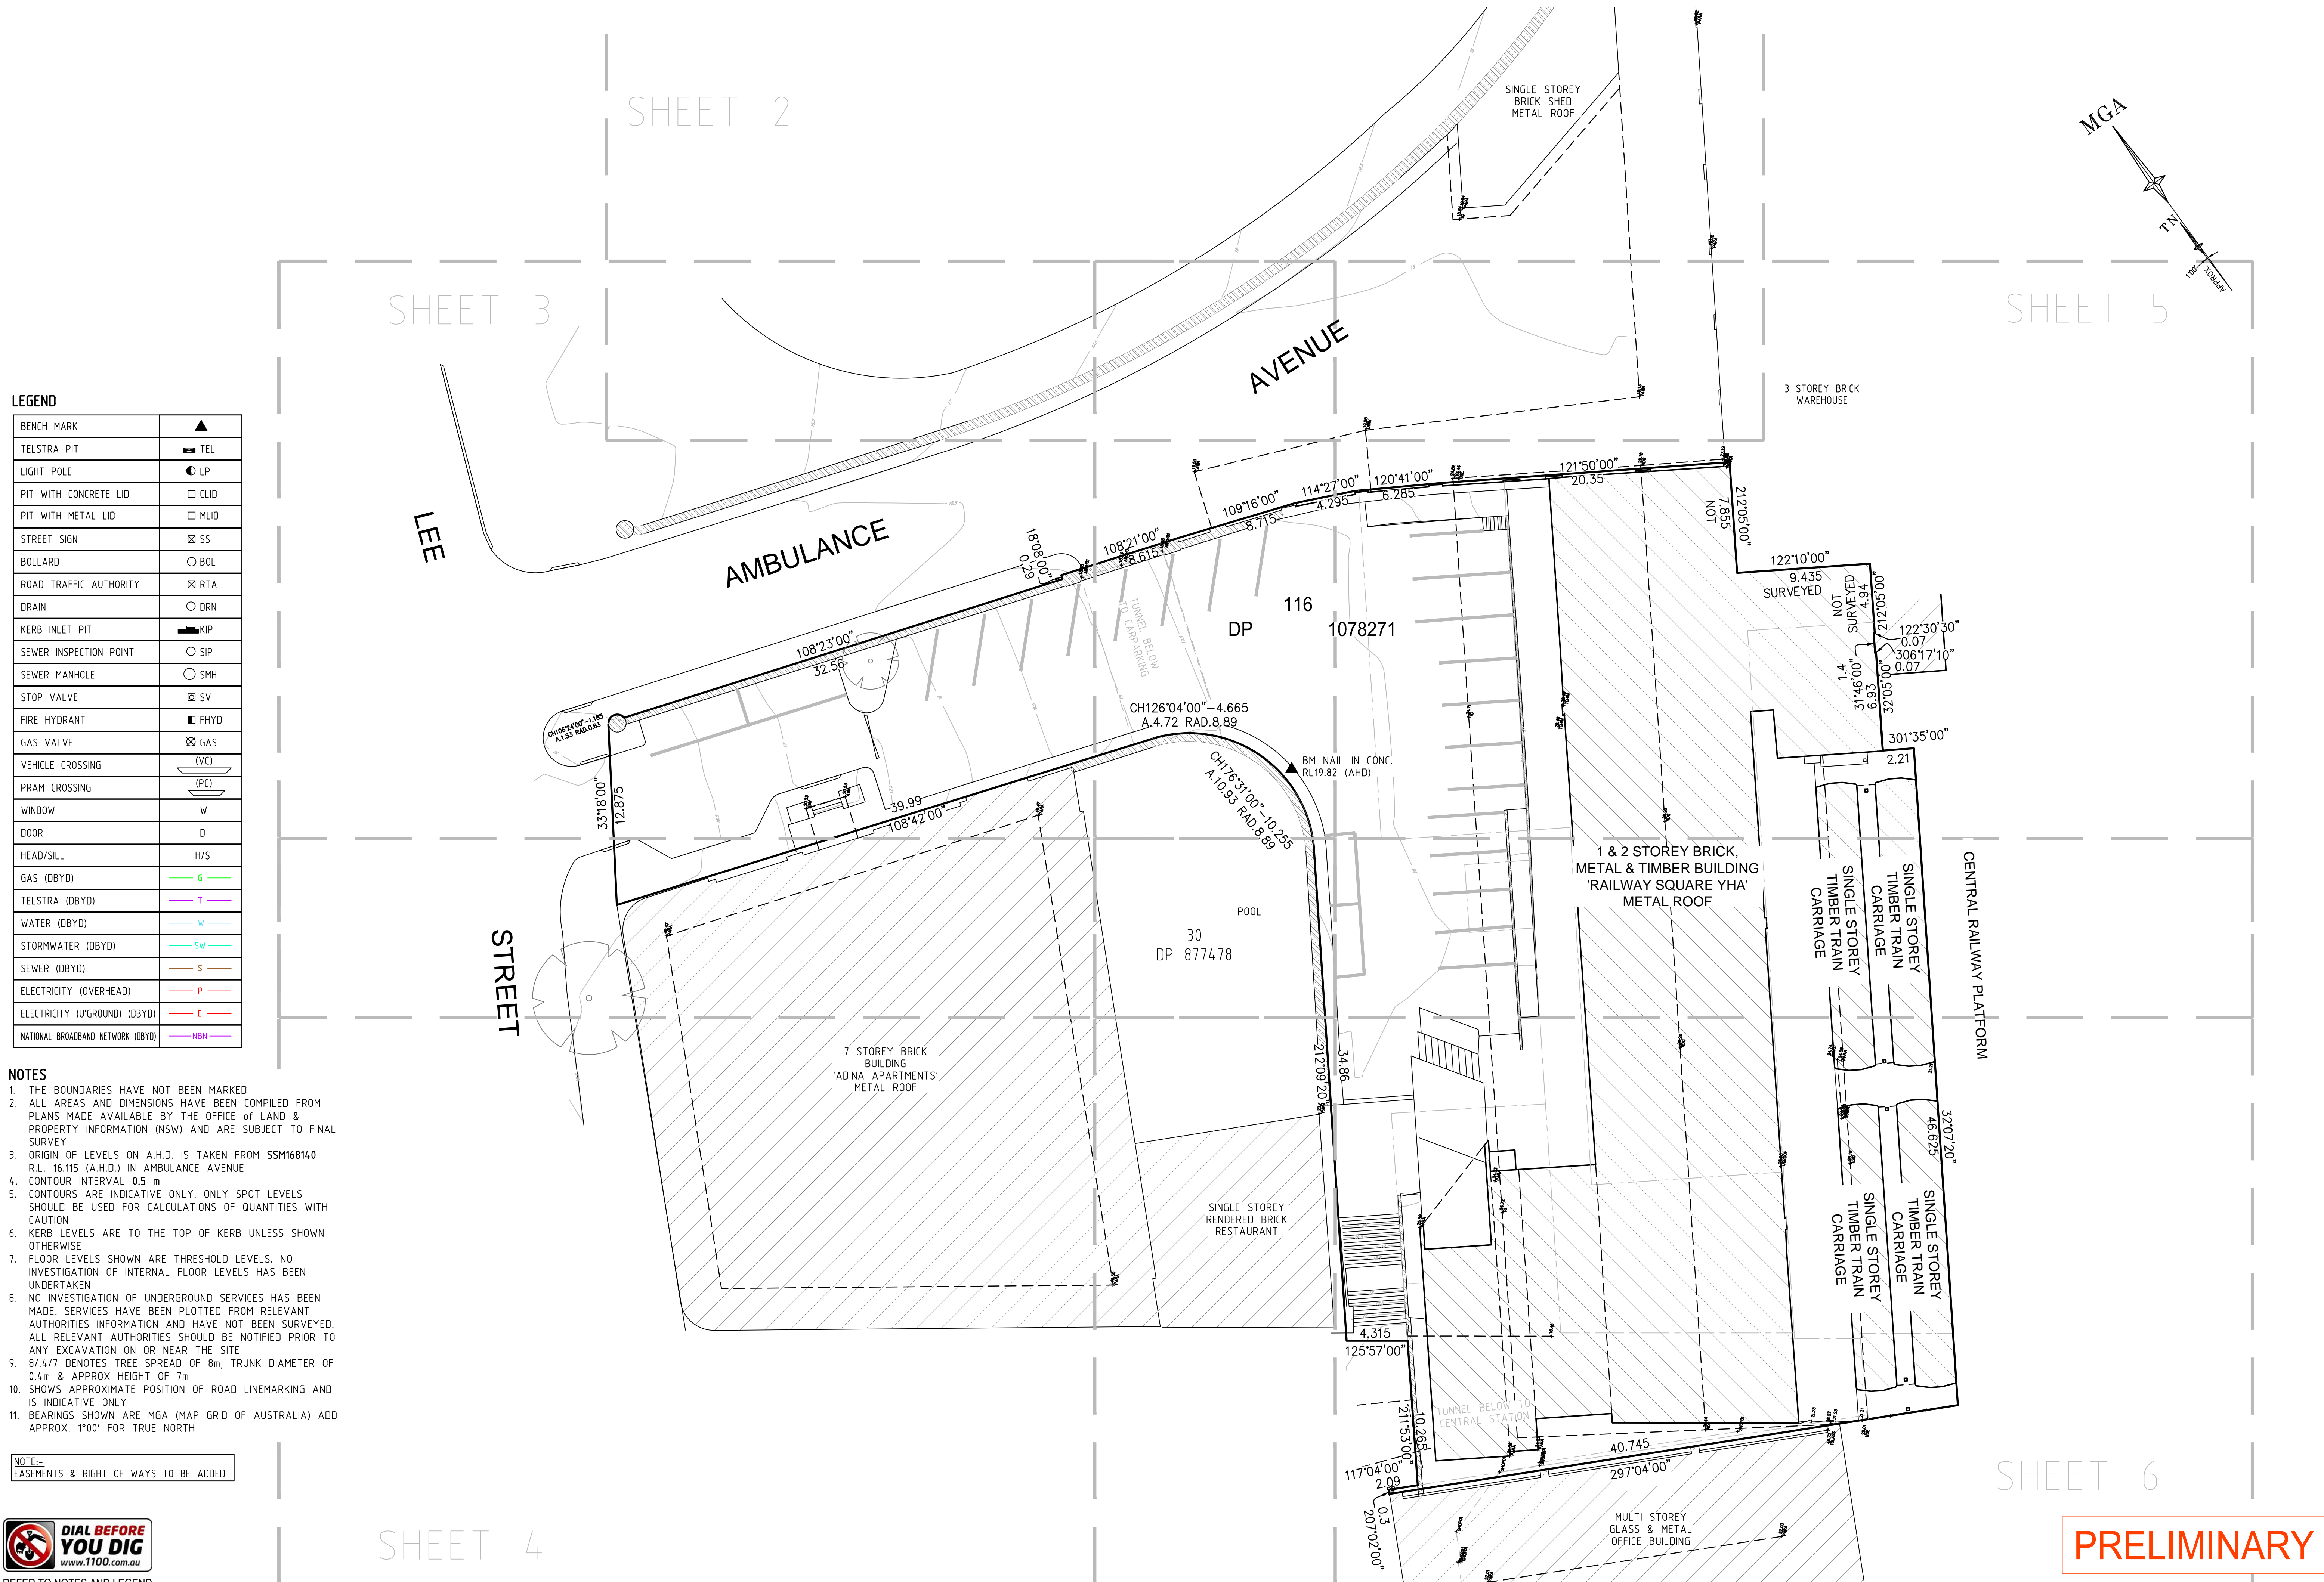 SHEET 2
SHEET 3
SHEET 5
SHEET 4
SHEET 6
MGA
TN
1°00'
APPROX
SINGLE STOREY
BRICK SHED
METAL ROOF
3 STOREY BRICK
WAREHOUSE
LEE
STREET
AMBULANCE
AVENUE
LEGEND
BENCH MARK
TELSTRA PIT TEL
LIGHT POLE LP
PIT WITH CONCRETE LID CLID
PIT WITH METAL LID MLID
STREET SIGN SS
BOLLARD BOL
ROAD TRAFFIC AUTHORITY RTA
DRAIN DRN
KERB INLET PIT KIP
SEWER INSPECTION POINT SIP
SEWER MANHOLE SMH
STOP VALVE SV
FIRE HYDRANT FHYD
GAS VALVE GAS
VEHICLE CROSSING (VC)
PRAM CROSSING (PC)
WINDOW W
DOOR D
HEAD/SILL H/S
GAS (DBYD) G
TELSTRA (DBYD) T
WATER (DBYD) W
STORMWATER (DBYD) SW
SEWER (DBYD) S
ELECTRICITY (OVERHEAD) P
ELECTRICITY (U'GROUND) (DBYD) E
NATIONAL BROADBAND NETWORK (DBYD) NBN
NOTES
1. THE BOUNDARIES HAVE NOT BEEN MARKED
2. ALL AREAS AND DIMENSIONS HAVE BEEN COMPILED FROM
PLANS MADE AVAILABLE BY THE OFFICE of LAND &
PROPERTY INFORMATION (NSW) AND ARE SUBJECT TO FINAL
SURVEY
3. ORIGIN OF LEVELS ON A.H.D. IS TAKEN FROM SSM168140
R.L. 16.115 (A.H.D.) IN AMBULANCE AVENUE
4. CONTOUR INTERVAL 0.5 m
5. CONTOURS ARE INDICATIVE ONLY. ONLY SPOT LEVELS
SHOULD BE USED FOR CALCULATIONS OF QUANTITIES WITH
CAUTION
6. KERB LEVELS ARE TO THE TOP OF KERB UNLESS SHOWN
OTHERWISE
7. FLOOR LEVELS SHOWN ARE THRESHOLD LEVELS. NO
INVESTIGATION OF INTERNAL FLOOR LEVELS HAS BEEN
UNDERTAKEN
8. NO INVESTIGATION OF UNDERGROUND SERVICES HAS BEEN
MADE. SERVICES HAVE BEEN PLOTTED FROM RELEVANT
AUTHORITIES INFORMATION AND HAVE NOT BEEN SURVEYED.
ALL RELEVANT AUTHORITIES SHOULD BE NOTIFIED PRIOR TO
ANY EXCAVATION ON OR NEAR THE SITE
9. 8/.4/7 DENOTES TREE SPREAD OF 8m, TRUNK DIAMETER OF
0.4m & APPROX HEIGHT OF 7m
10. SHOWS APPROXIMATE POSITION OF ROAD LINEMARKING AND
IS INDICATIVE ONLY
11. BEARINGS SHOWN ARE MGA (MAP GRID OF AUSTRALIA) ADD
APPROX. 1°00' FOR TRUE NORTH
NOTE:-
EASEMENTS & RIGHT OF WAYS TO BE ADDED
DIAL BEFORE
YOU DIG
www.1100.com.au
REFER TO NOTES AND LEGEND
CH106°24'00"-1.185
A.1.53 RAD.0.63
33°18'00"
12.875
108°23'00"
32.56
18°08'00"
0.29
108°21'00"
8.615
109°16'00"
8.715
114°27'00"
4.295
120°41'00"
6.285
121°50'00"
20.35
212°05'00"
7.855
NOT
122°10'00"
9.435
SURVEYED
NOT
SURVEYED
4.94
212°05'00"
122°30'30"
0.07
306°17'10"
0.07
1.4
31°46'00"
6.93
32°05'00"
301°35'00"
2.21
TUNNEL BELOW
TO CARPARKING
116
DP 1078271
CH126°04'00"-4.665
A.4.72 RAD.8.89
CH176°31'00"-10.255
A.10.93 RAD.8.89
BM NAIL IN CONC.
RL19.82 (AHD)
39.99
108°42'00"
POOL
30
DP 877478
1 & 2 STOREY BRICK,
METAL & TIMBER BUILDING
'RAILWAY SQUARE YHA'
METAL ROOF
SINGLE STOREY
TIMBER TRAIN
CARRIAGE
SINGLE STOREY
TIMBER TRAIN
CARRIAGE
CENTRAL RAILWAY PLATFORM
7 STOREY BRICK
BUILDING
'ADINA APARTMENTS'
METAL ROOF
34.86
212°09'20"
32°07'20"
46.625
SINGLE STOREY
RENDERED BRICK
RESTAURANT
SINGLE STOREY
TIMBER TRAIN
CARRIAGE
SINGLE STOREY
TIMBER TRAIN
CARRIAGE
4.315
125°57'00"
10.265
211°53'00"
TUNNEL BELOW TO
CENTRAL STATION
117°04'00"
2.09
0.3
207°02'00"
40.745
297°04'00"
MULTI STOREY
GLASS & METAL
OFFICE BUILDING
PRELIMINARY